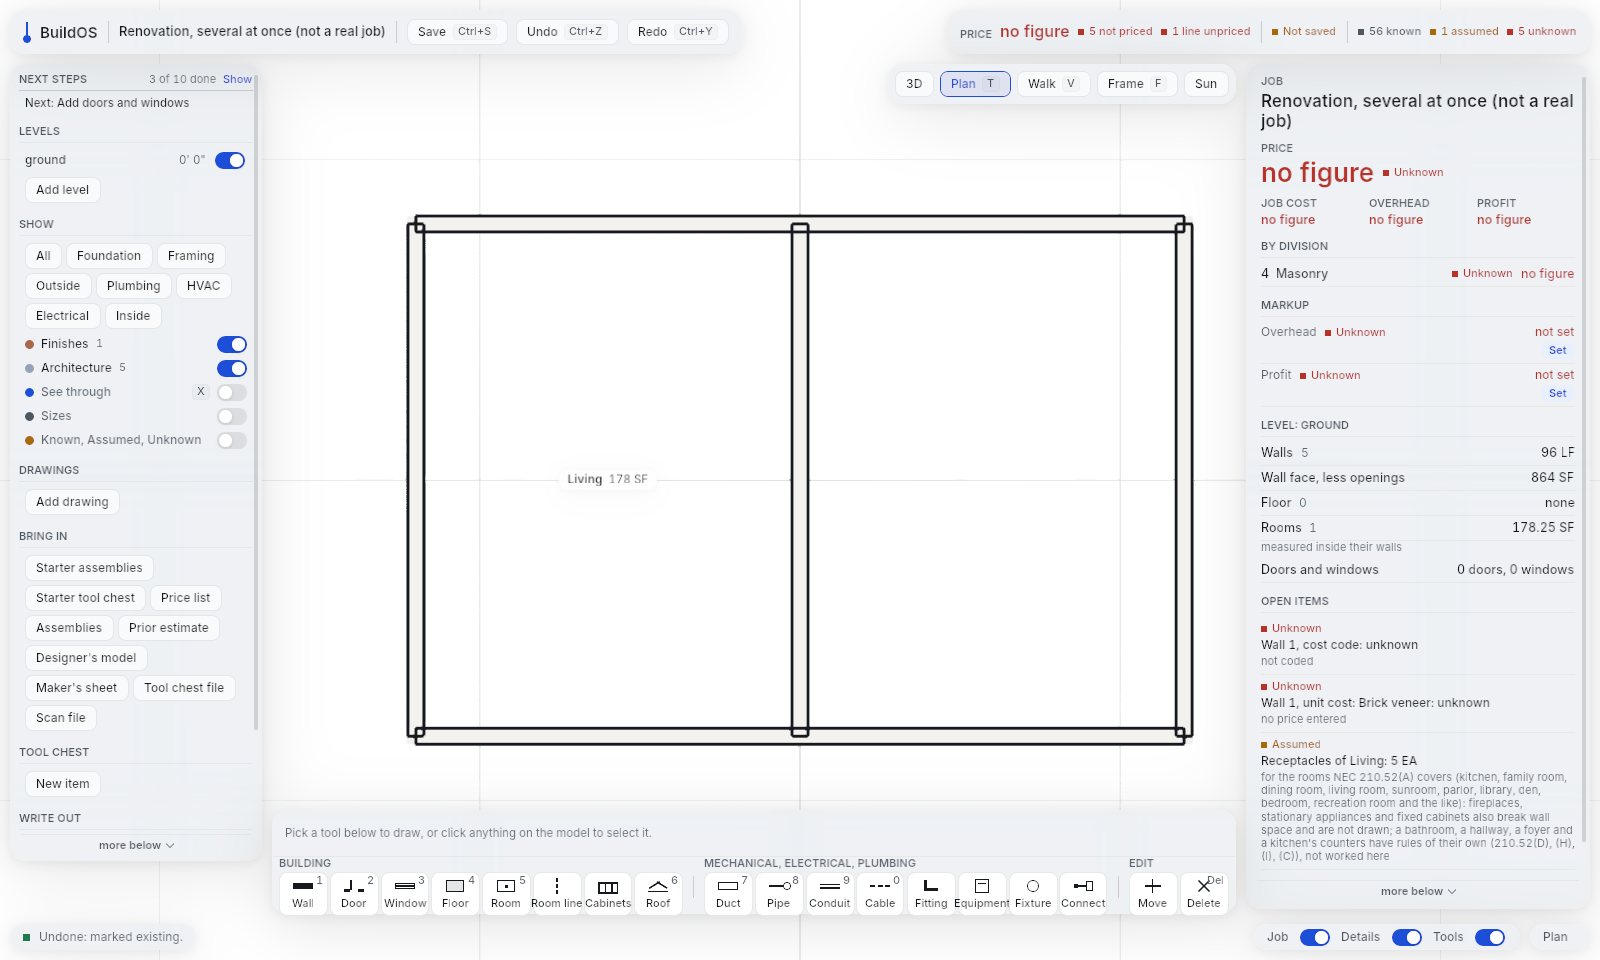 BuildOS
Renovation, several at once (not a real job)
Save Ctrl+S
Undo Ctrl+Z
Redo Ctrl+Y
PRICE no figure 5 not priced 1 line unpriced Not saved 56 known 1 assumed 5 unknown
NEXT STEPS 3 of 10 done Show
Next: Add doors and windows
LEVELS
ground 0' 0"
Add level
SHOW
All Foundation Framing
Outside Plumbing HVAC
Electrical Inside
Finishes 1
Architecture 5
See through X
Sizes
Known, Assumed, Unknown
DRAWINGS
Add drawing
BRING IN
Starter assemblies
Starter tool chest Price list
Assemblies Prior estimate
Designer's model
Maker's sheet Tool chest file
Scan file
TOOL CHEST
New item
WRITE OUT
more below
Undone: marked existing.
3D Plan T Walk V Frame F Sun
Living 178 SF
Pick a tool below to draw, or click anything on the model to select it.
BUILDING MECHANICAL, ELECTRICAL, PLUMBING EDIT
1 2 3 4 5 6 7 8 9 0 Del
Wall Door Window Floor Room Room line Cabinets Roof Duct Pipe Conduit Cable Fitting Equipment Fixture Connect Move Delete
JOB
Renovation, several at once (not a real
job)
PRICE
no figure Unknown
JOB COST OVERHEAD PROFIT
no figure no figure no figure
BY DIVISION
4 Masonry Unknown no figure
MARKUP
Overhead Unknown not set
Set
Profit Unknown not set
Set
LEVEL: GROUND
Walls 5 96 LF
Wall face, less openings 864 SF
Floor 0 none
Rooms 1 178.25 SF
measured inside their walls
Doors and windows 0 doors, 0 windows
OPEN ITEMS
Unknown
Wall 1, cost code: unknown
not coded
Unknown
Wall 1, unit cost: Brick veneer: unknown
no price entered
Assumed
Receptacles of Living: 5 EA
for the rooms NEC 210.52(A) covers (kitchen, family room,
dining room, living room, sunroom, parlor, library, den,
bedroom, recreation room and the like): fireplaces,
stationary appliances and fixed cabinets also break wall
space and are not drawn; a bathroom, a hallway, a foyer and
a kitchen's counters have rules of their own (210.52(D), (H),
(I), (C)), not worked here
more below
Job Details Tools Plan